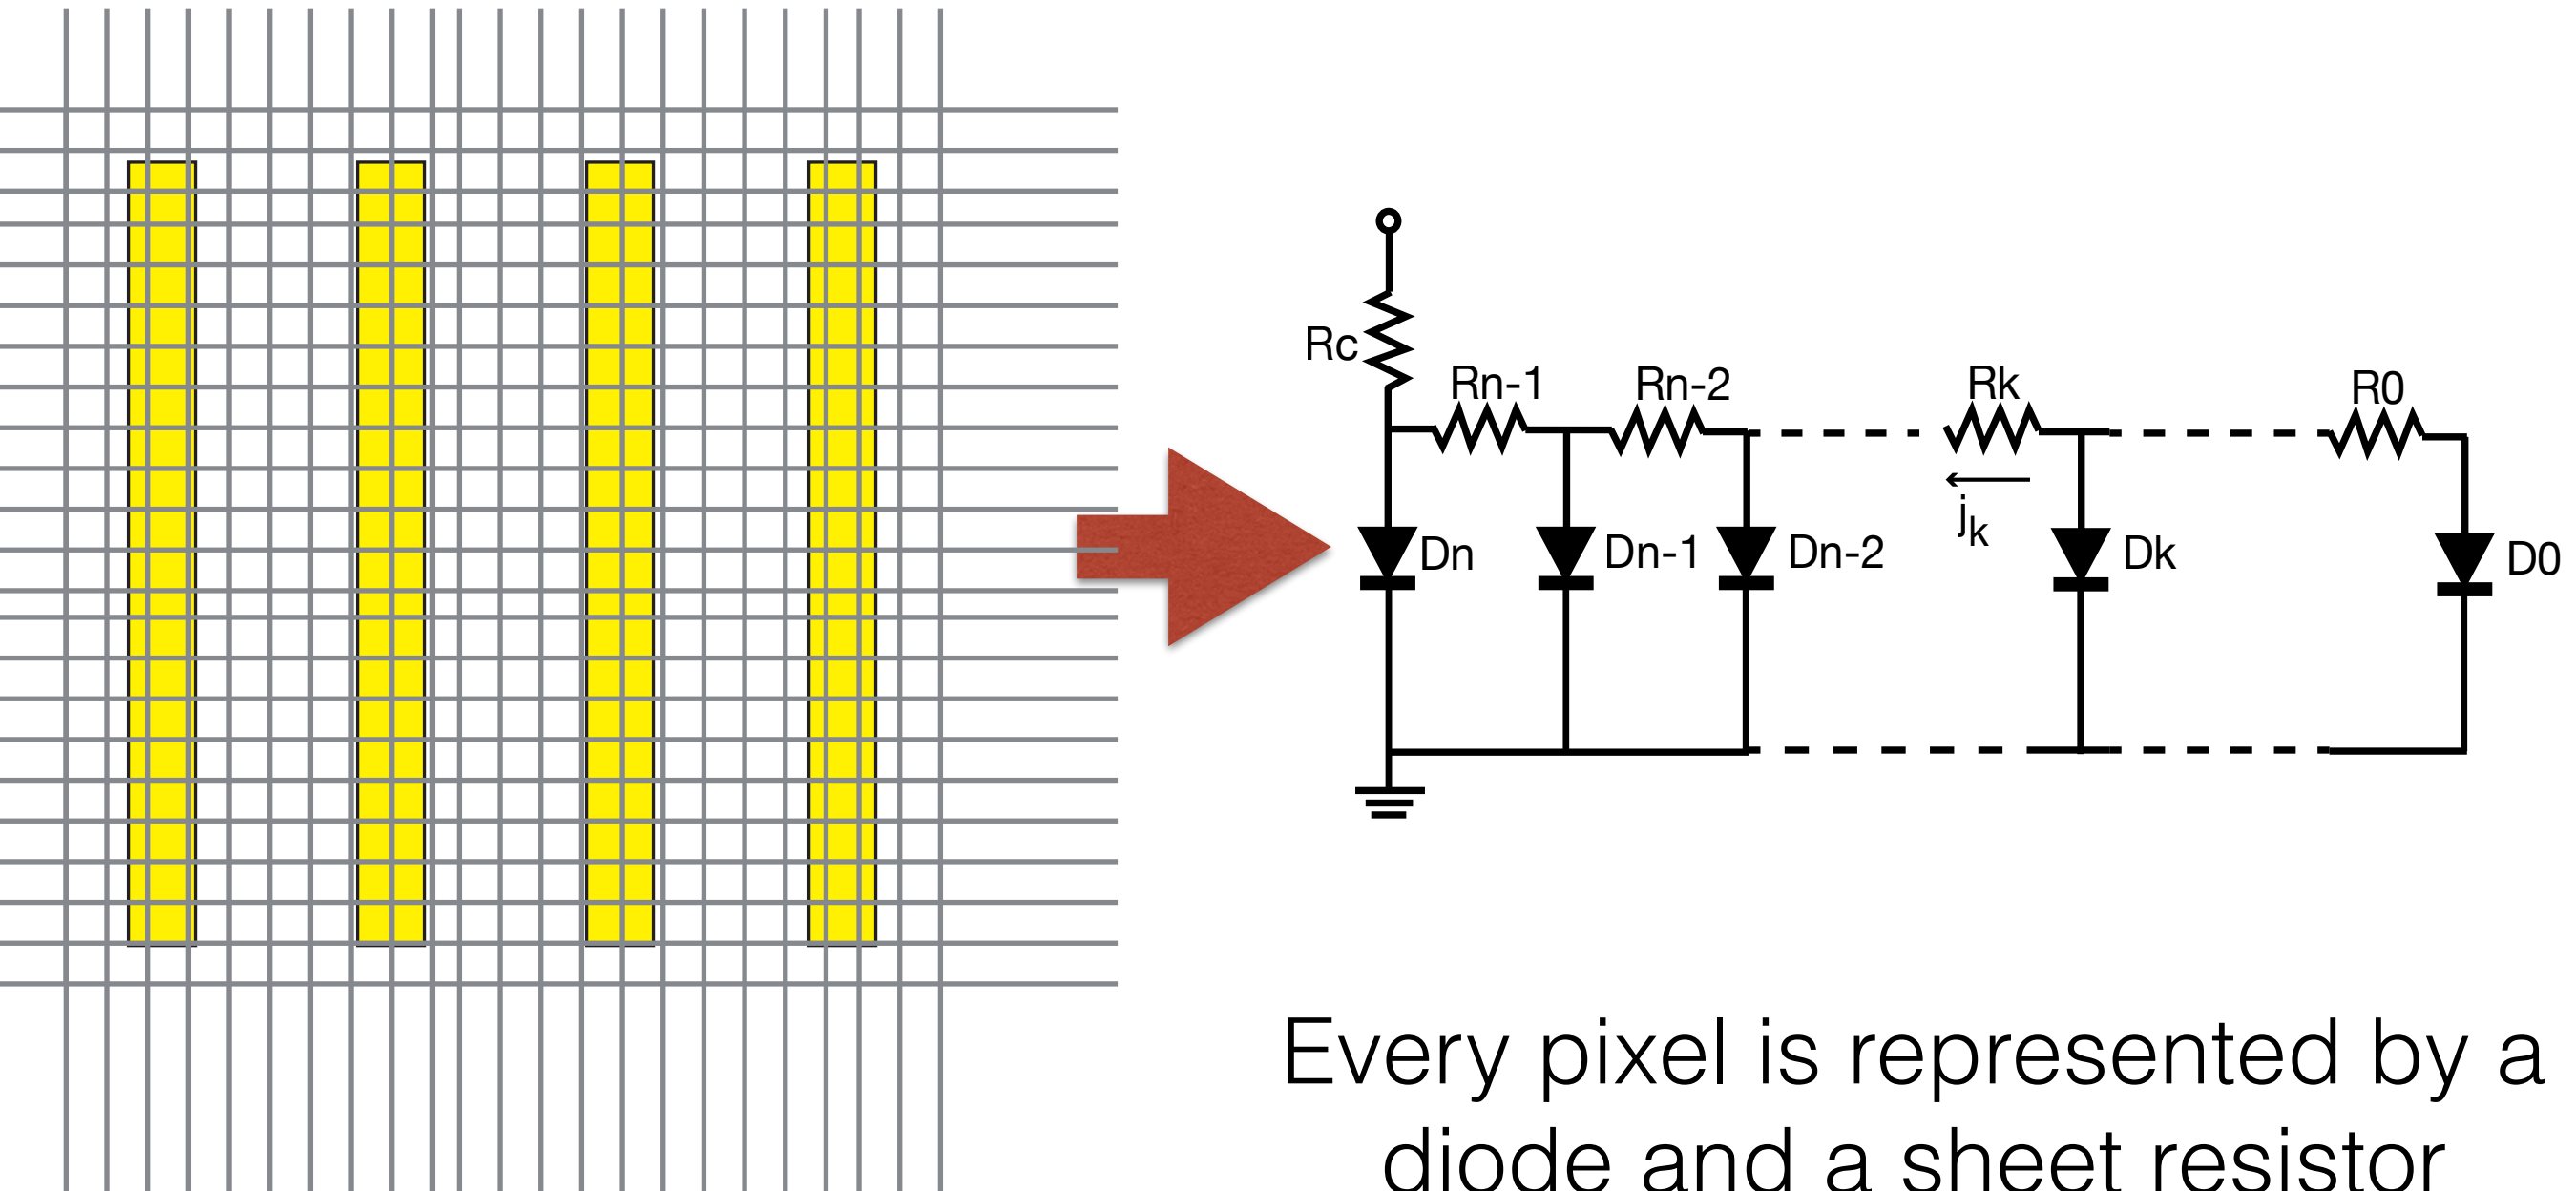 Rc
Rn-1
Rn-2
Rk
R0
jk
Dn
Dn-1
Dn-2
Dk
D0
Every pixel is represented by a
diode and a sheet resistor